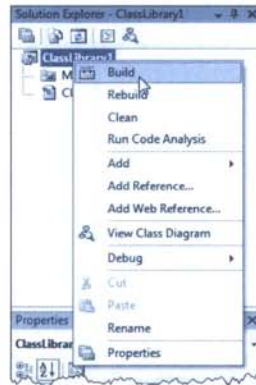 Solution Explorer - ClassLibrary1
ClassLibrary1
M
Cl
Build
Rebuild
Clean
Run Code Analysis
Add
Add Reference...
Add Web Reference...
View Class Diagram
Debug
Cut
Paste
Rename
Properties
Properties
ClassLibrar